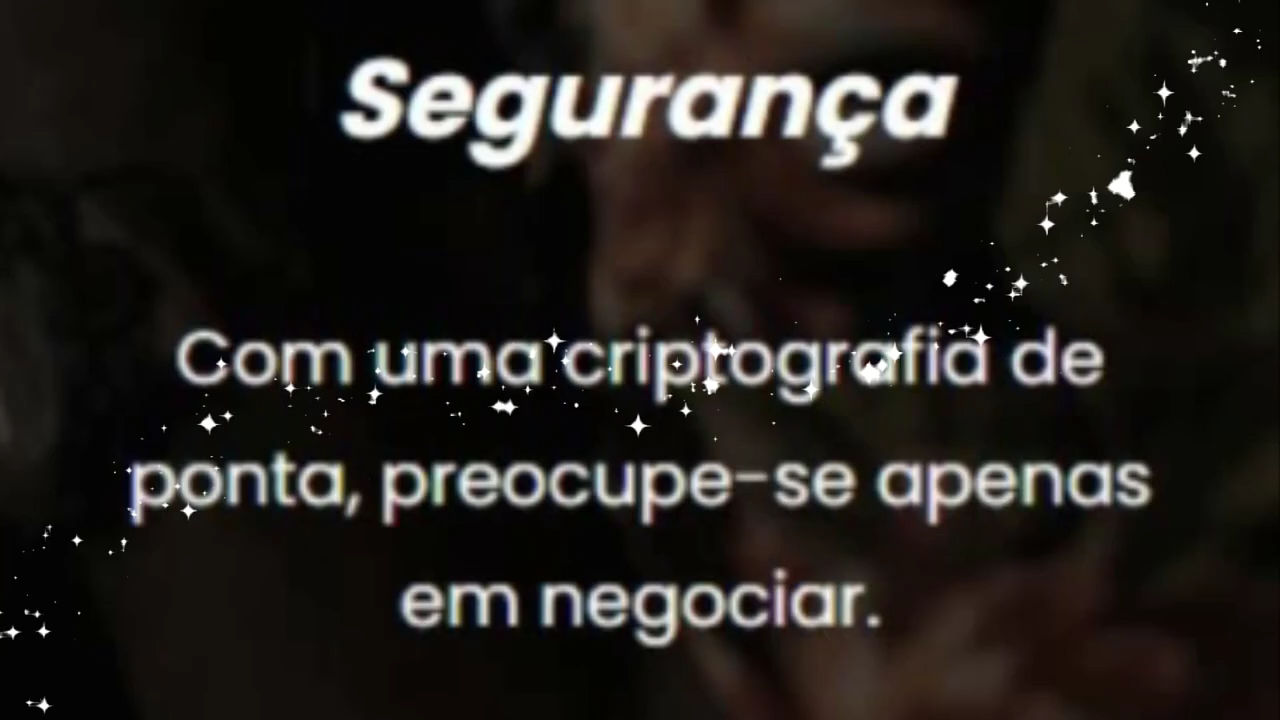 Segurança
Com uma criptografia de
ponta, preocupe-se apenas
em negociar.